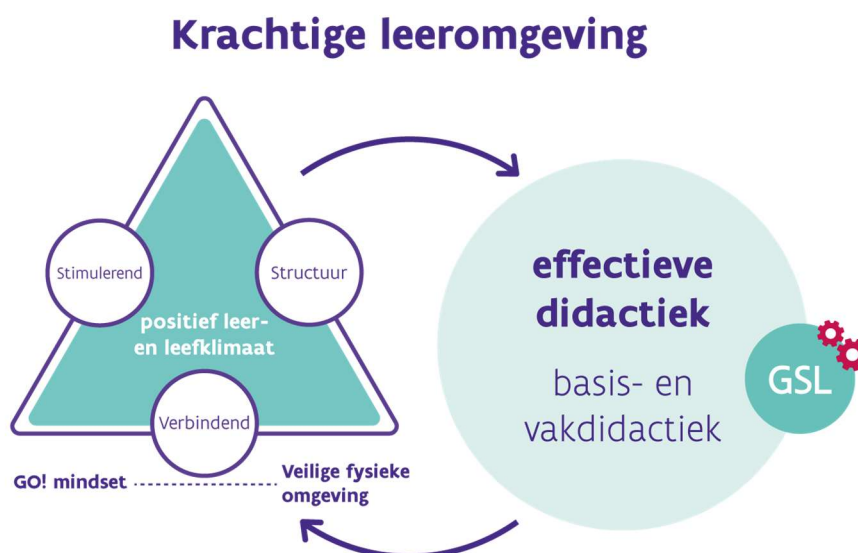 Krachtige leeromgeving
Stimulerend
Structuur
positief leer-
en leefklimaat
Verbindend
GO! mindset
Veilige fysieke
omgeving
effectieve
didactiek
basis- en
vakdidactiek
GSL